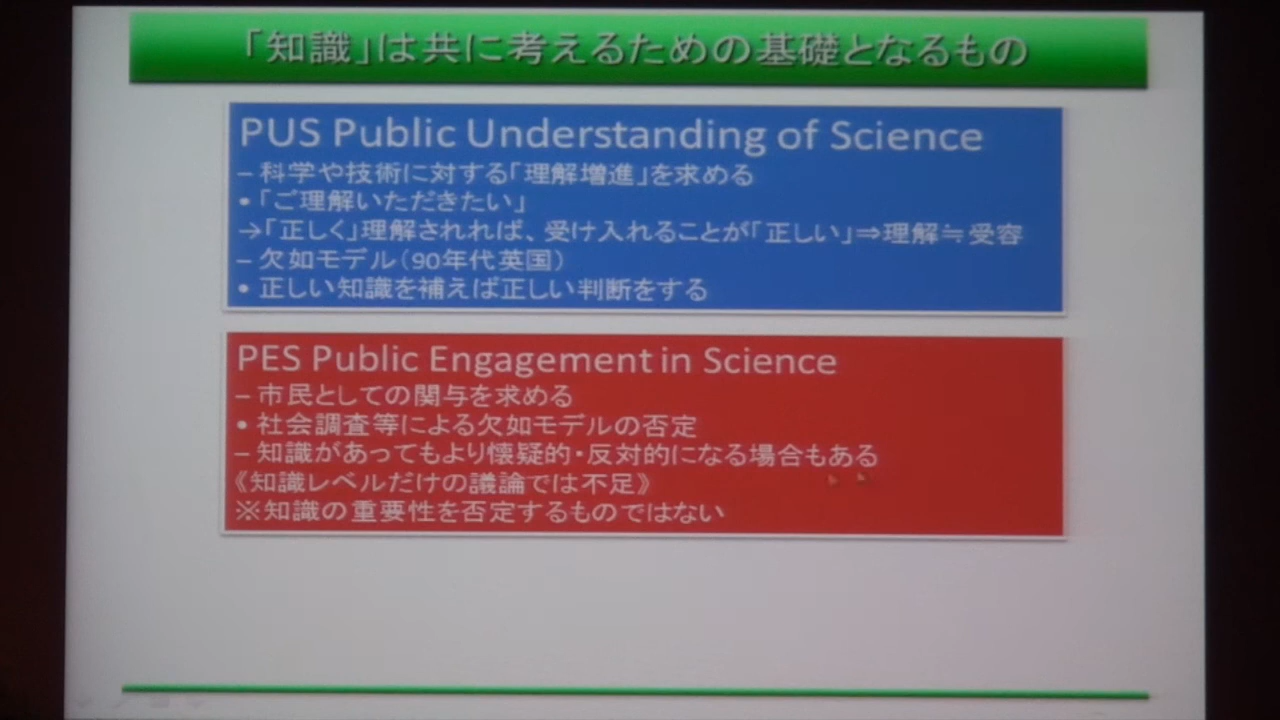 「知識」は共に考えるための基礎となるもの
PUS Public Understanding of Science
– 科学や技術に対する「理解増進」を求める
• 「ご理解いただきたい」
→「正しく」理解されれば、受け入れることが「正しい」⇒理解≒受容
– 欠如モデル（90年代英国）
• 正しい知識を補えば正しい判断をする
PES Public Engagement in Science
– 市民としての関与を求める
• 社会調査等による欠如モデルの否定
– 知識があってもより懐疑的・反対的になる場合もある
《知識レベルだけの議論では不足》
※知識の重要性を否定するものではない